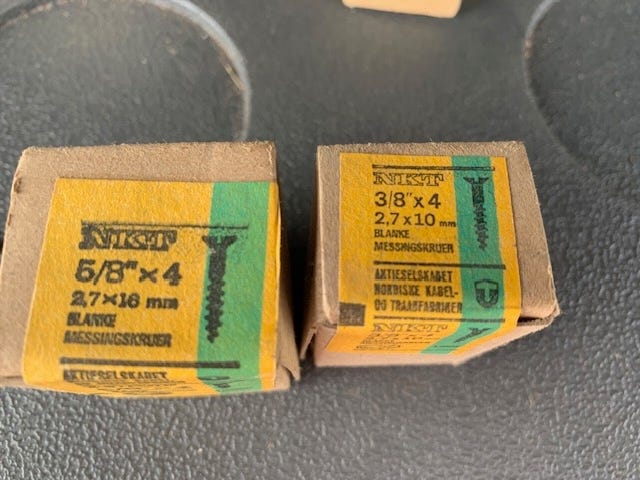 NKT
5/8" x 4
2,7 x 16 mm
BLANKE
MESSINGSKRUER
AKTIESELSKABET
NKT
3/8" x 4
2,7 x 10 mm
BLANKE
MESSINGSKRUER
AKTIESELSKABET
NORDISKE KABEL-
OG TRAADFABRIKER
NKT